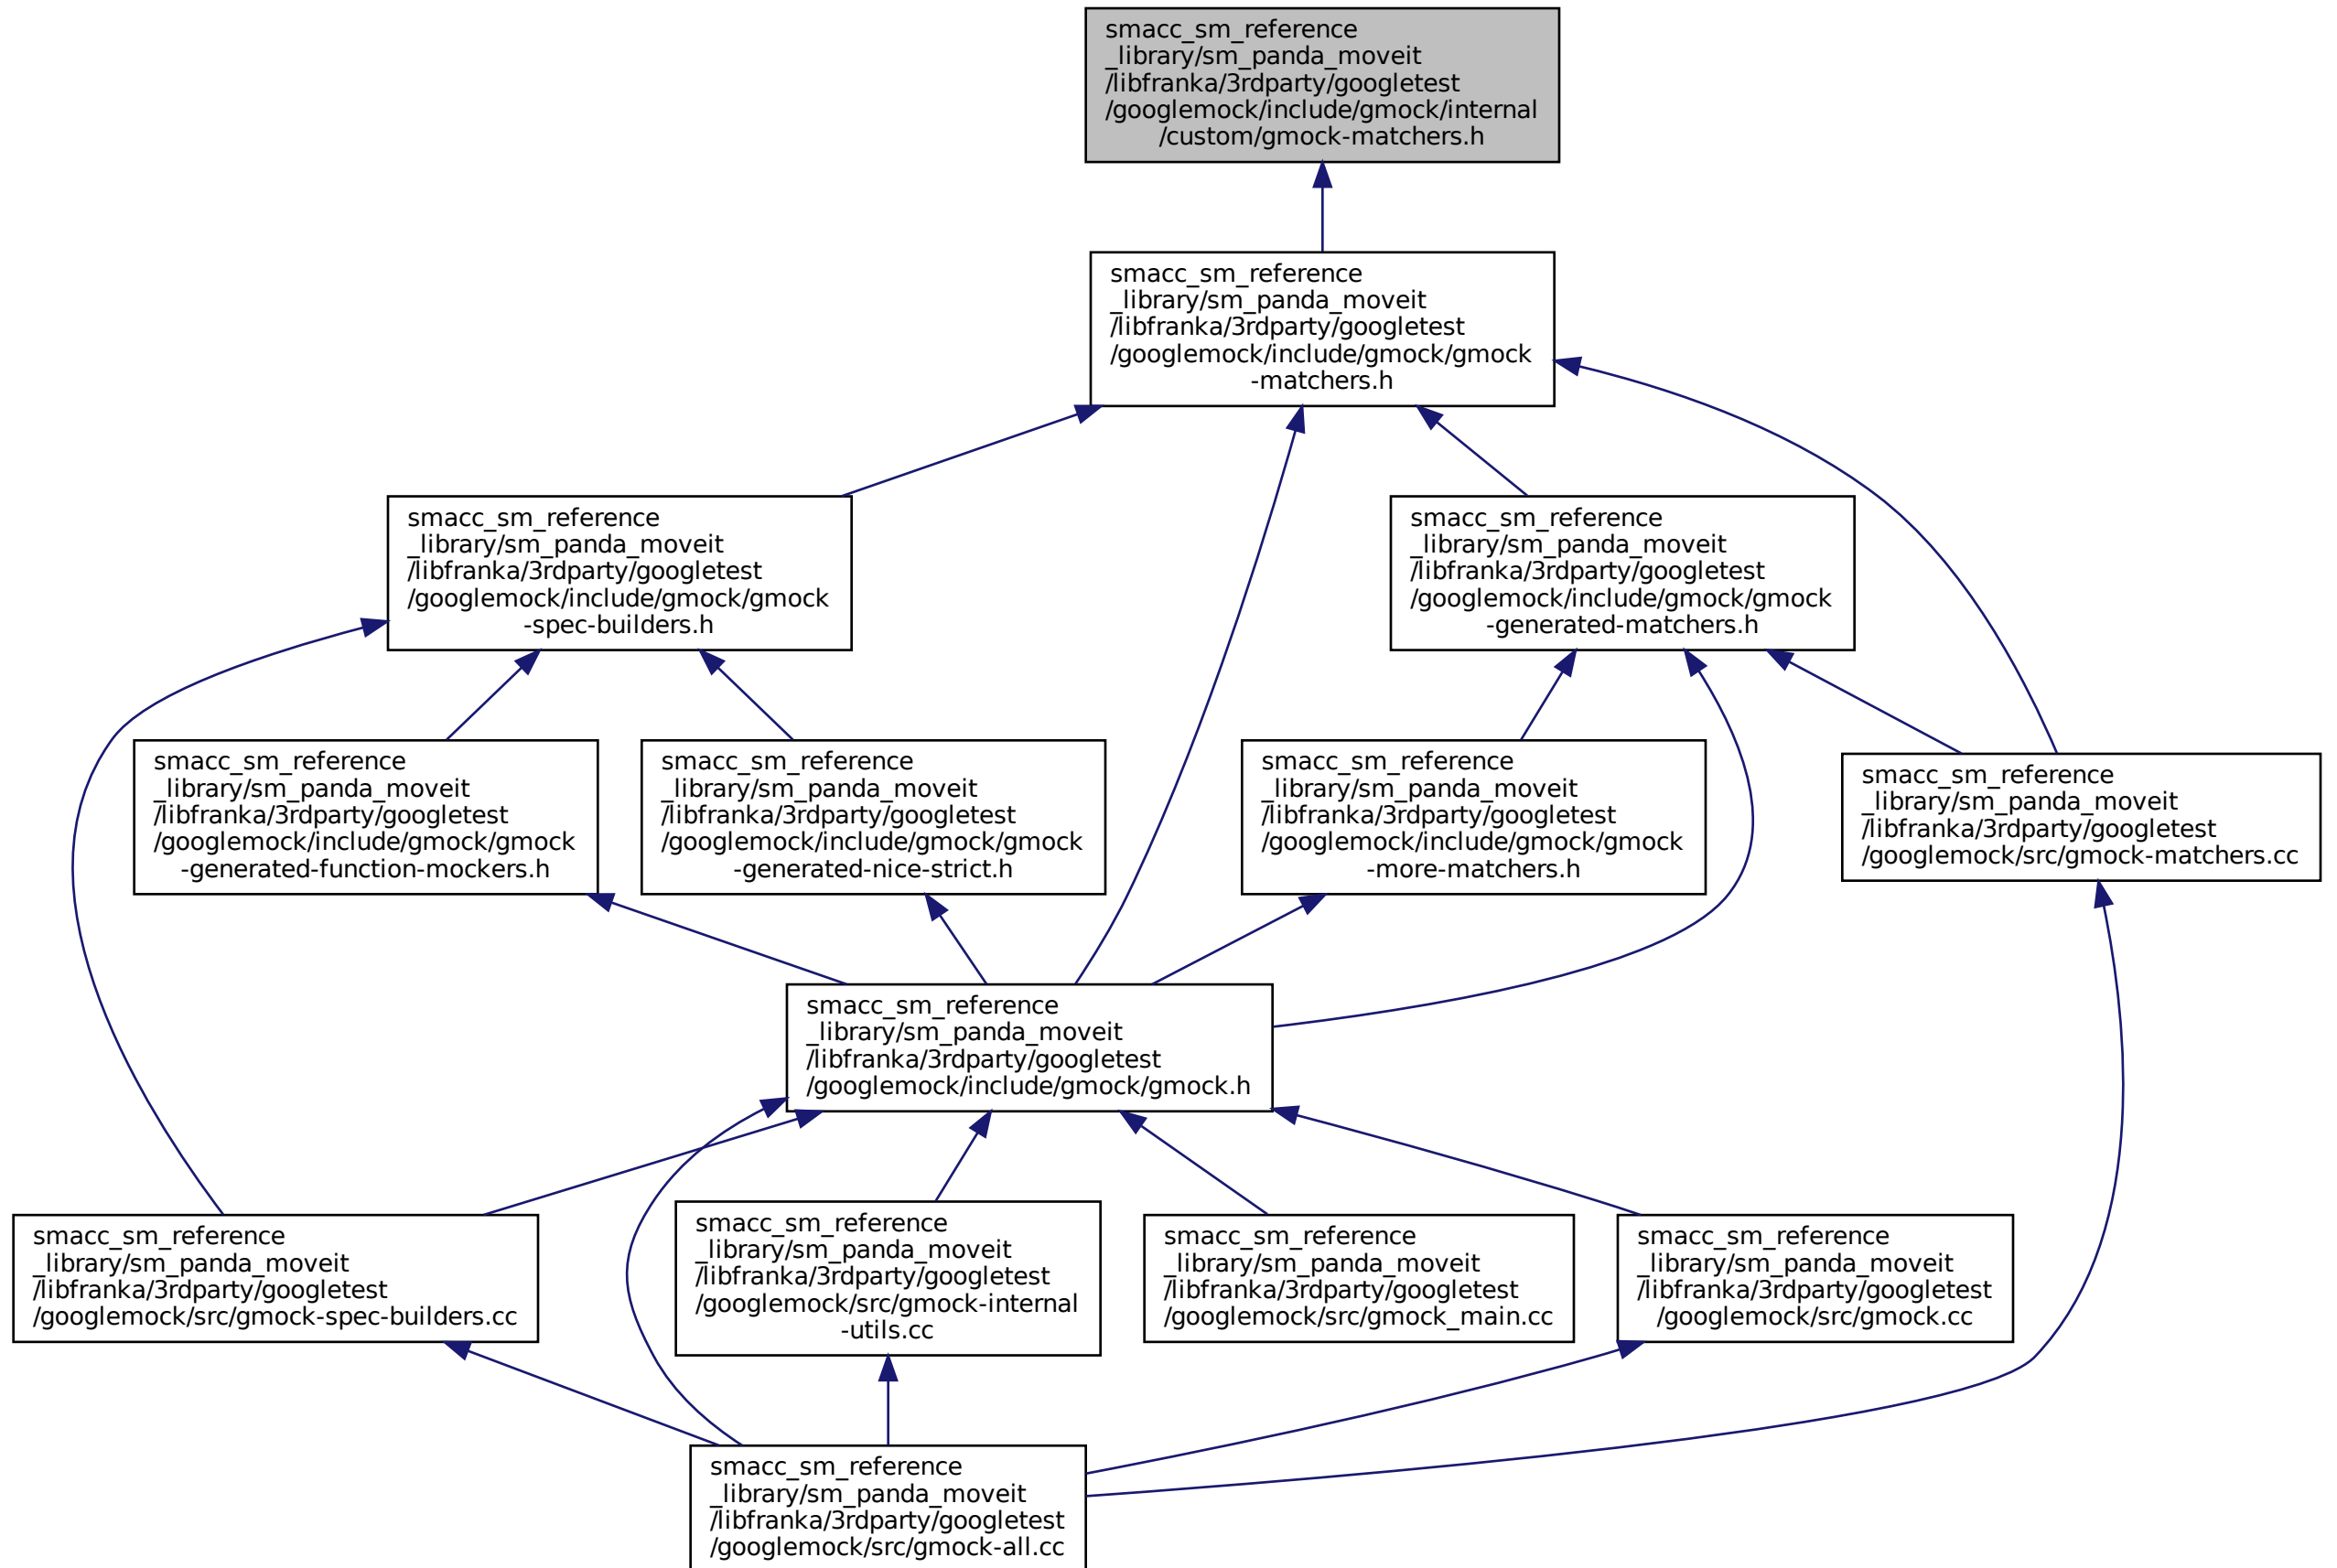 smacc_sm_reference
_library/sm_panda_moveit
/libfranka/3rdparty/googletest
/googlemock/include/gmock/internal
/custom/gmock-matchers.h
smacc_sm_reference
_library/sm_panda_moveit
/libfranka/3rdparty/googletest
/googlemock/include/gmock/gmock
-matchers.h
smacc_sm_reference
_library/sm_panda_moveit
/libfranka/3rdparty/googletest
/googlemock/include/gmock/gmock
-spec-builders.h
smacc_sm_reference
_library/sm_panda_moveit
/libfranka/3rdparty/googletest
/googlemock/include/gmock/gmock
-generated-matchers.h
smacc_sm_reference
_library/sm_panda_moveit
/libfranka/3rdparty/googletest
/googlemock/include/gmock/gmock
-generated-function-mockers.h
smacc_sm_reference
_library/sm_panda_moveit
/libfranka/3rdparty/googletest
/googlemock/include/gmock/gmock
-generated-nice-strict.h
smacc_sm_reference
_library/sm_panda_moveit
/libfranka/3rdparty/googletest
/googlemock/include/gmock/gmock
-more-matchers.h
smacc_sm_reference
_library/sm_panda_moveit
/libfranka/3rdparty/googletest
/googlemock/src/gmock-matchers.cc
smacc_sm_reference
_library/sm_panda_moveit
/libfranka/3rdparty/googletest
/googlemock/include/gmock/gmock.h
smacc_sm_reference
_library/sm_panda_moveit
/libfranka/3rdparty/googletest
/googlemock/src/gmock-spec-builders.cc
smacc_sm_reference
_library/sm_panda_moveit
/libfranka/3rdparty/googletest
/googlemock/src/gmock-internal
-utils.cc
smacc_sm_reference
_library/sm_panda_moveit
/libfranka/3rdparty/googletest
/googlemock/src/gmock_main.cc
smacc_sm_reference
_library/sm_panda_moveit
/libfranka/3rdparty/googletest
/googlemock/src/gmock.cc
smacc_sm_reference
_library/sm_panda_moveit
/libfranka/3rdparty/googletest
/googlemock/src/gmock-all.cc